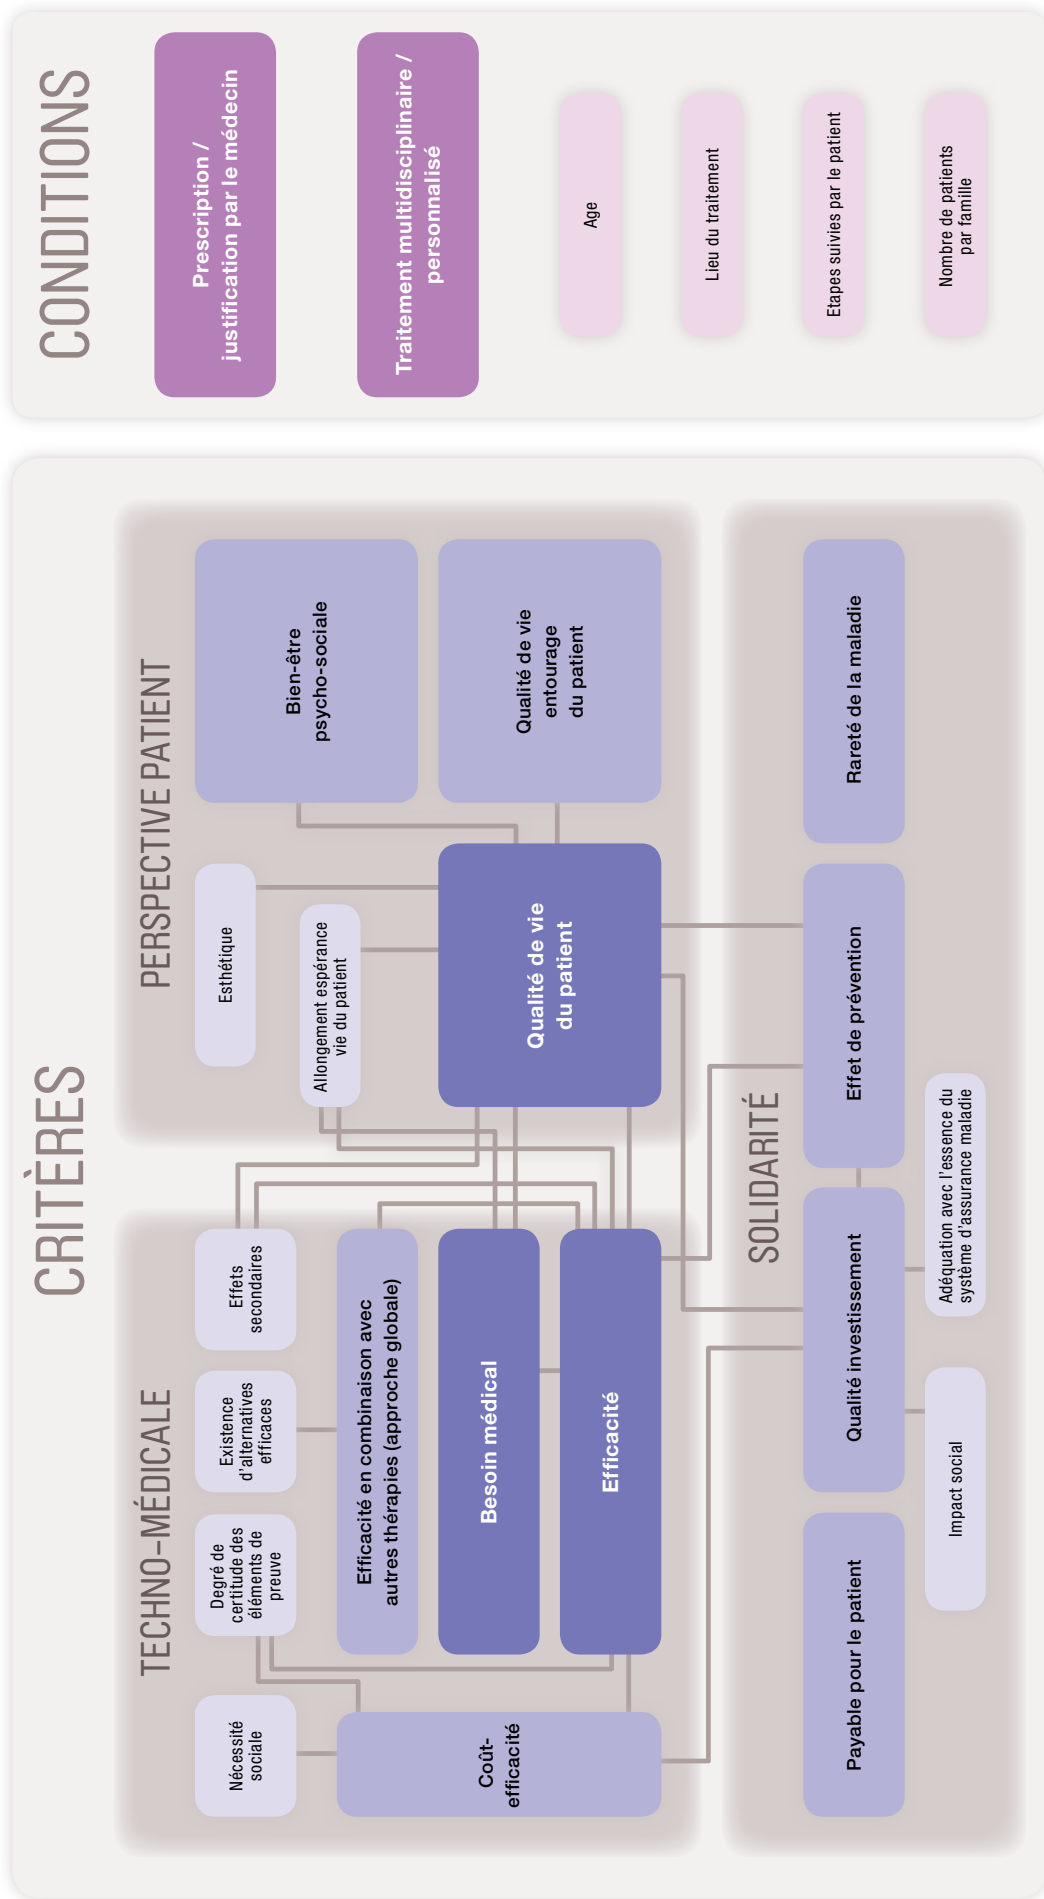 CRITÈRES
TECHNO-MÉDICALE
Nécessité
sociale
Degré de
certitude des
éléments de
preuve
Existence
d'alternatives
efficaces
Effets
secondaires
Efficacité en combinaison avec
autres thérapies (approche globale)
Coût-
efficacité
Besoin médical
Efficacité
PERSPECTIVE PATIENT
Esthétique
Allongement espérance
vie du patient
Bien-être
psycho-sociale
Qualité de vie
du patient
Qualité de vie
entourage
du patient
SOLIDARITÉ
Payable pour le patient
Qualité investissement
Effet de prévention
Rareté de la maladie
Impact social
Adéquation avec l'essence du
système d'assurance maladie
CONDITIONS
Prescription /
justification par le médecin
Traitement multidisciplinaire /
personnalisé
Age
Lieu du traitement
Etapes suivies par le patient
Nombre de patients
par famille